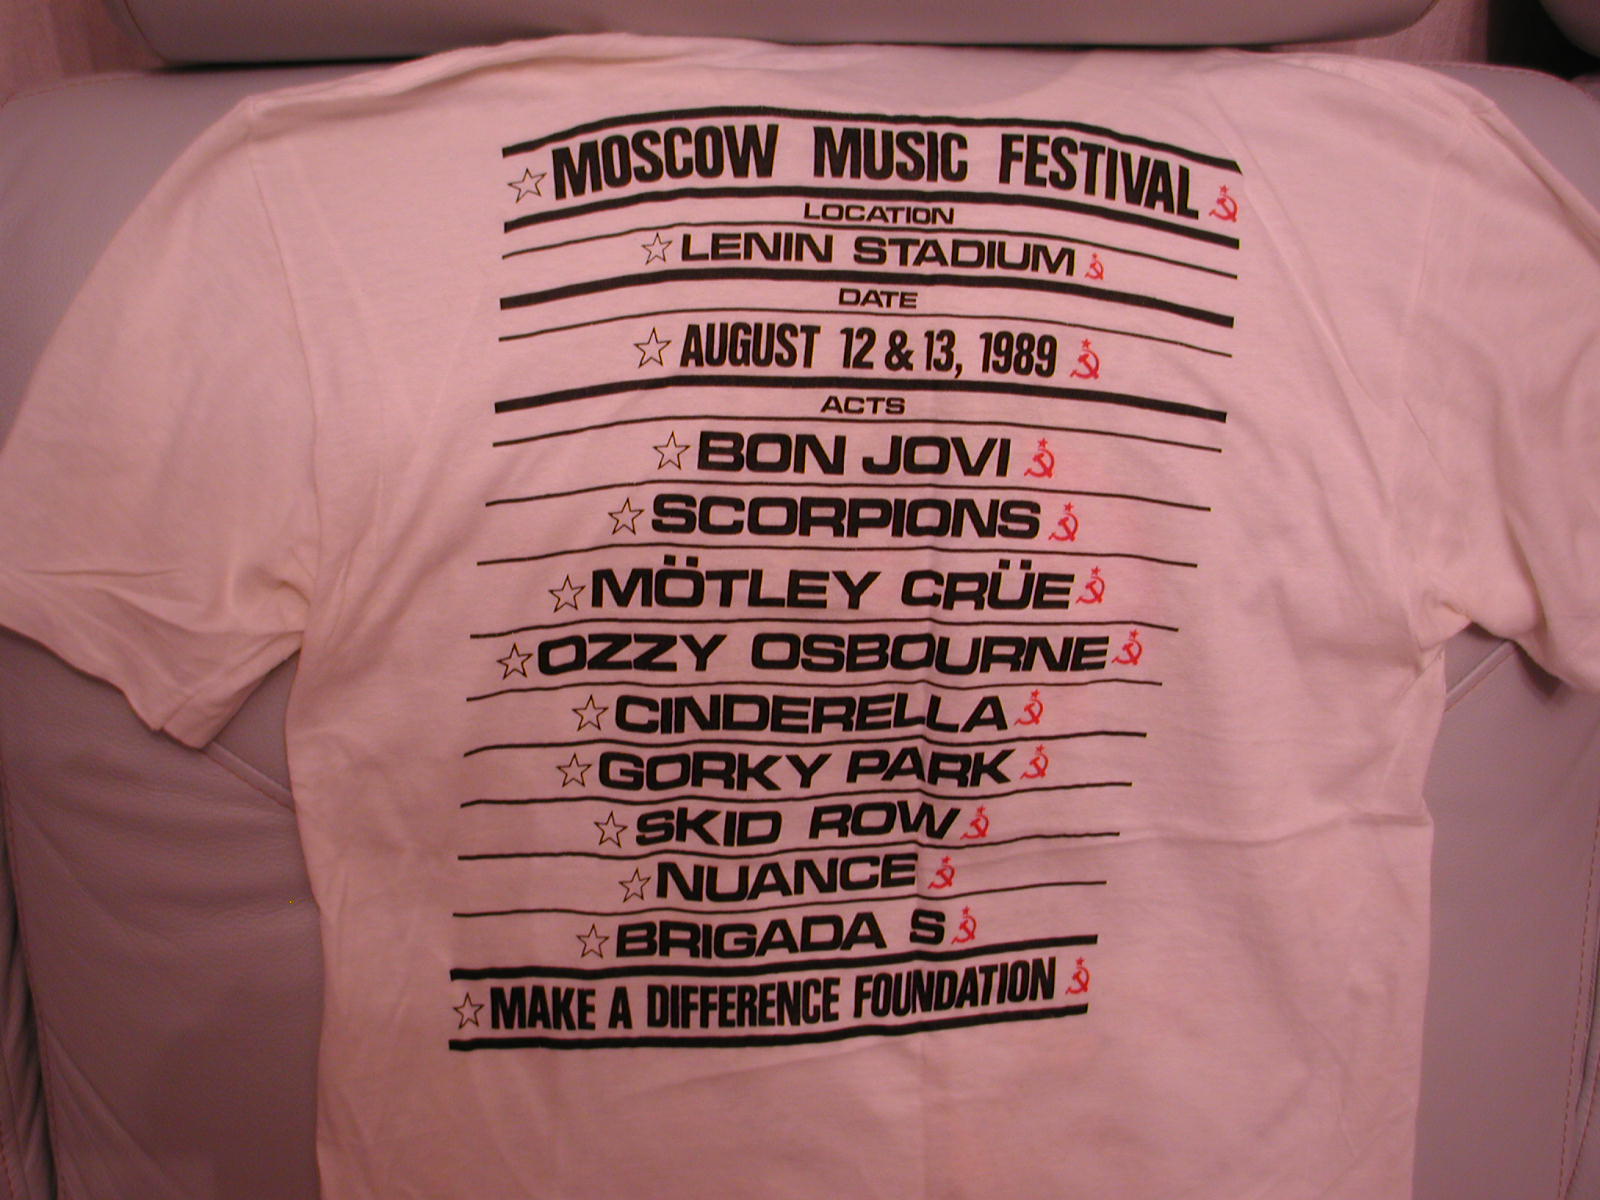 MOSCOW MUSIC FESTIVAL
LOCATION
LENIN STADIUM
DATE
AUGUST 12 & 13, 1989
ACTS
BON JOVI
SCORPIONS
MÖTLEY CRÜE
OZZY OSBOURNE
CINDERELLA
GORKY PARK
SKID ROW
NUANCE
BRIGADA S
MAKE A DIFFERENCE FOUNDATION